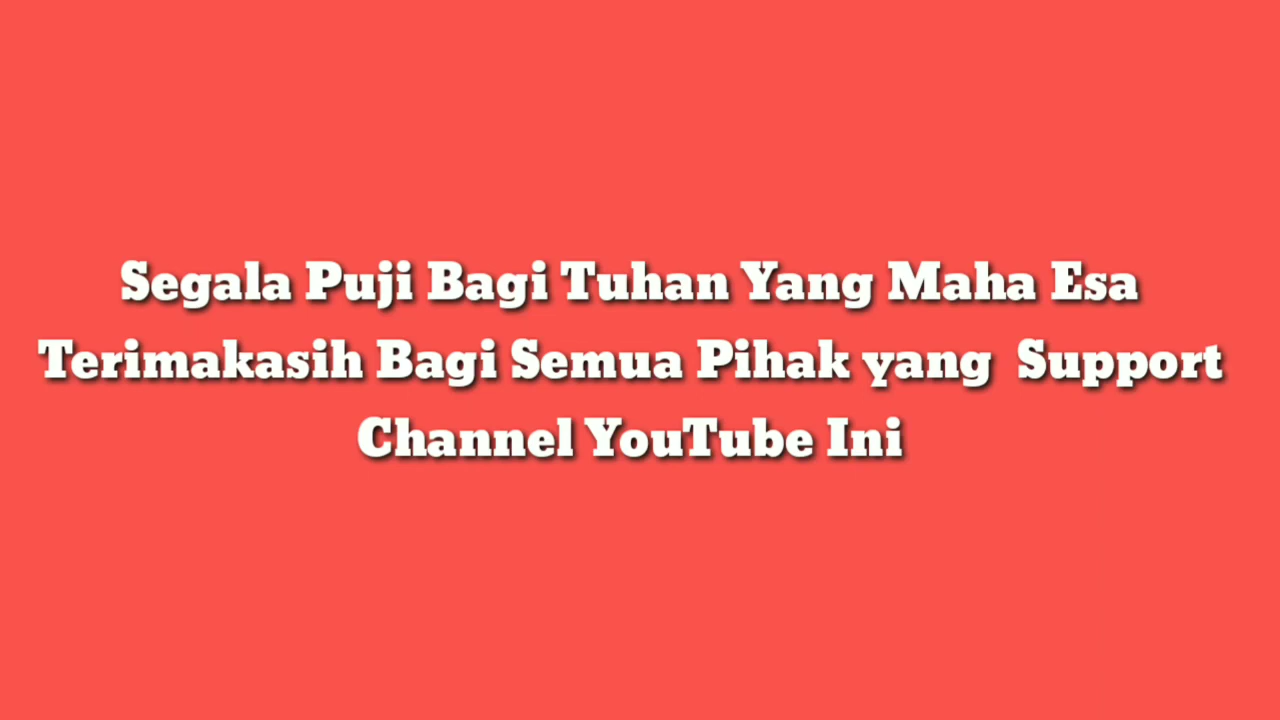 Segala Puji Bagi Tuhan Yang Maha Esa
Terimakasih Bagi Semua Pihak yang  Support
Channel YouTube Ini